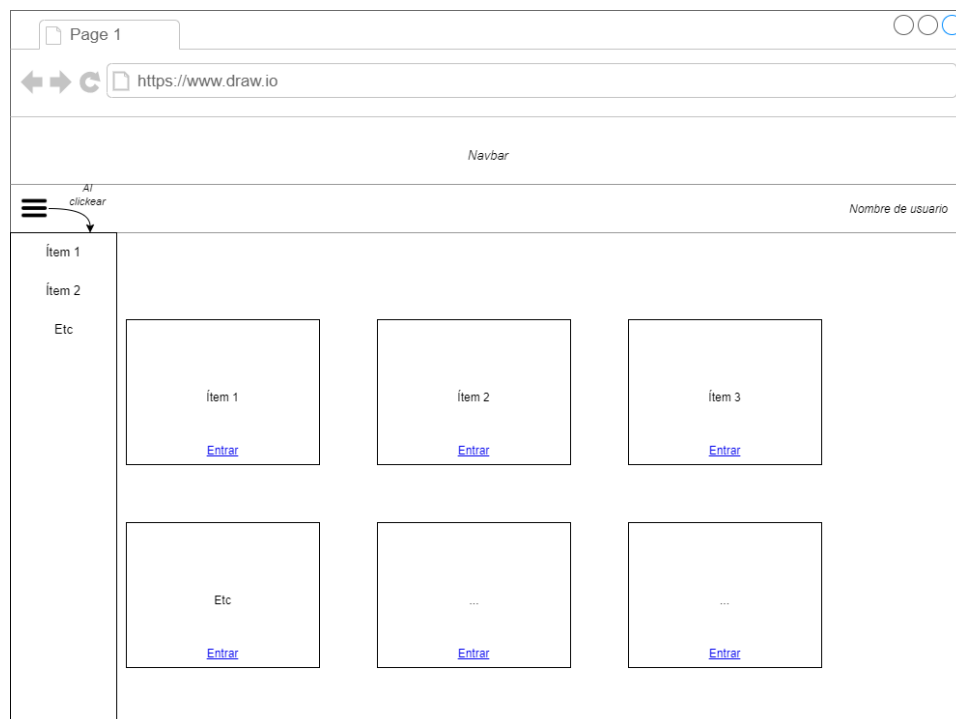 Page 1
https://www.draw.io
Navbar
Al
clickear
Nombre de usuario
Ítem 1
Ítem 2
Etc
Ítem 1
Ítem 2
Ítem 3
Entrar
Entrar
Entrar
Etc
...
...
Entrar
Entrar
Entrar